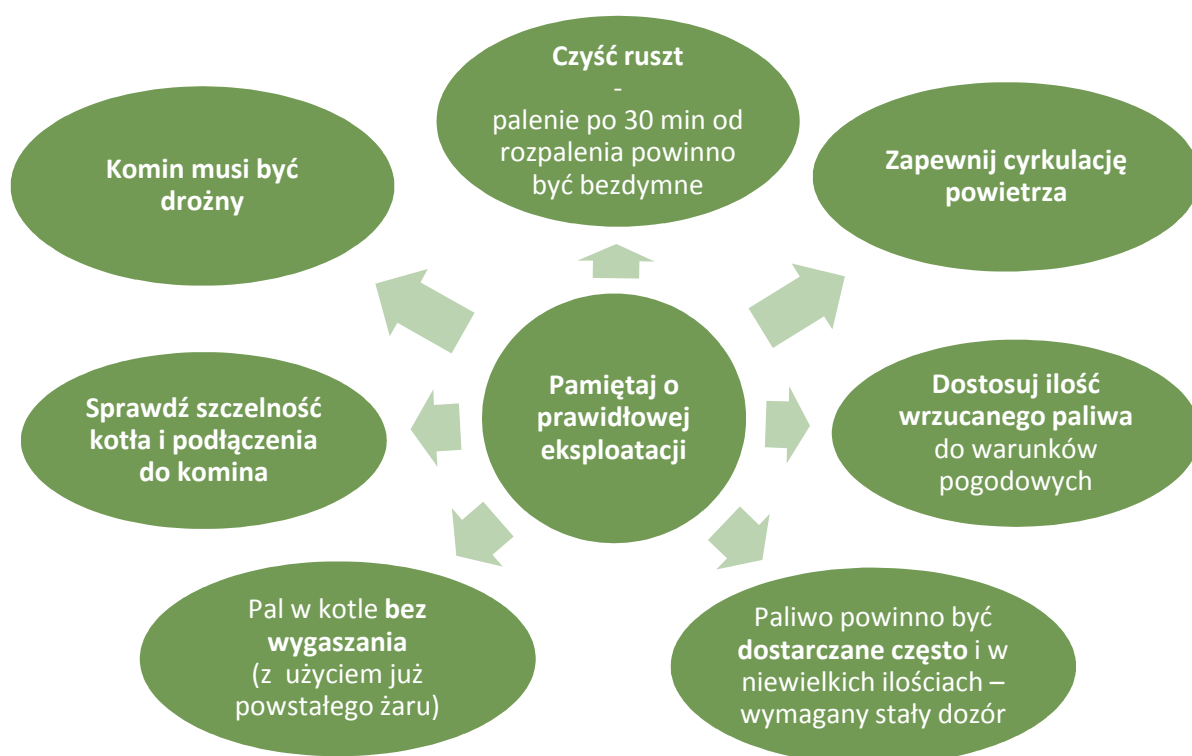 Czyść ruszt
-
palenie po 30 min od
rozpalenia powinno
być bezdymne
Komin musi być
drożny
Zapewnij cyrkulację
powietrza
Sprawdź szczelność
kotła i podłączenia
do komina
Pamiętaj o
prawidłowej
eksploatacji
Dostosuj ilość
wrzucanego paliwa
do warunków
pogodowych
Pal w kotle bez
wygaszania
(z użyciem już
powstałego żaru)
Paliwo powinno być
dostarczane często i w
niewielkich ilościach –
wymagany stały dozór